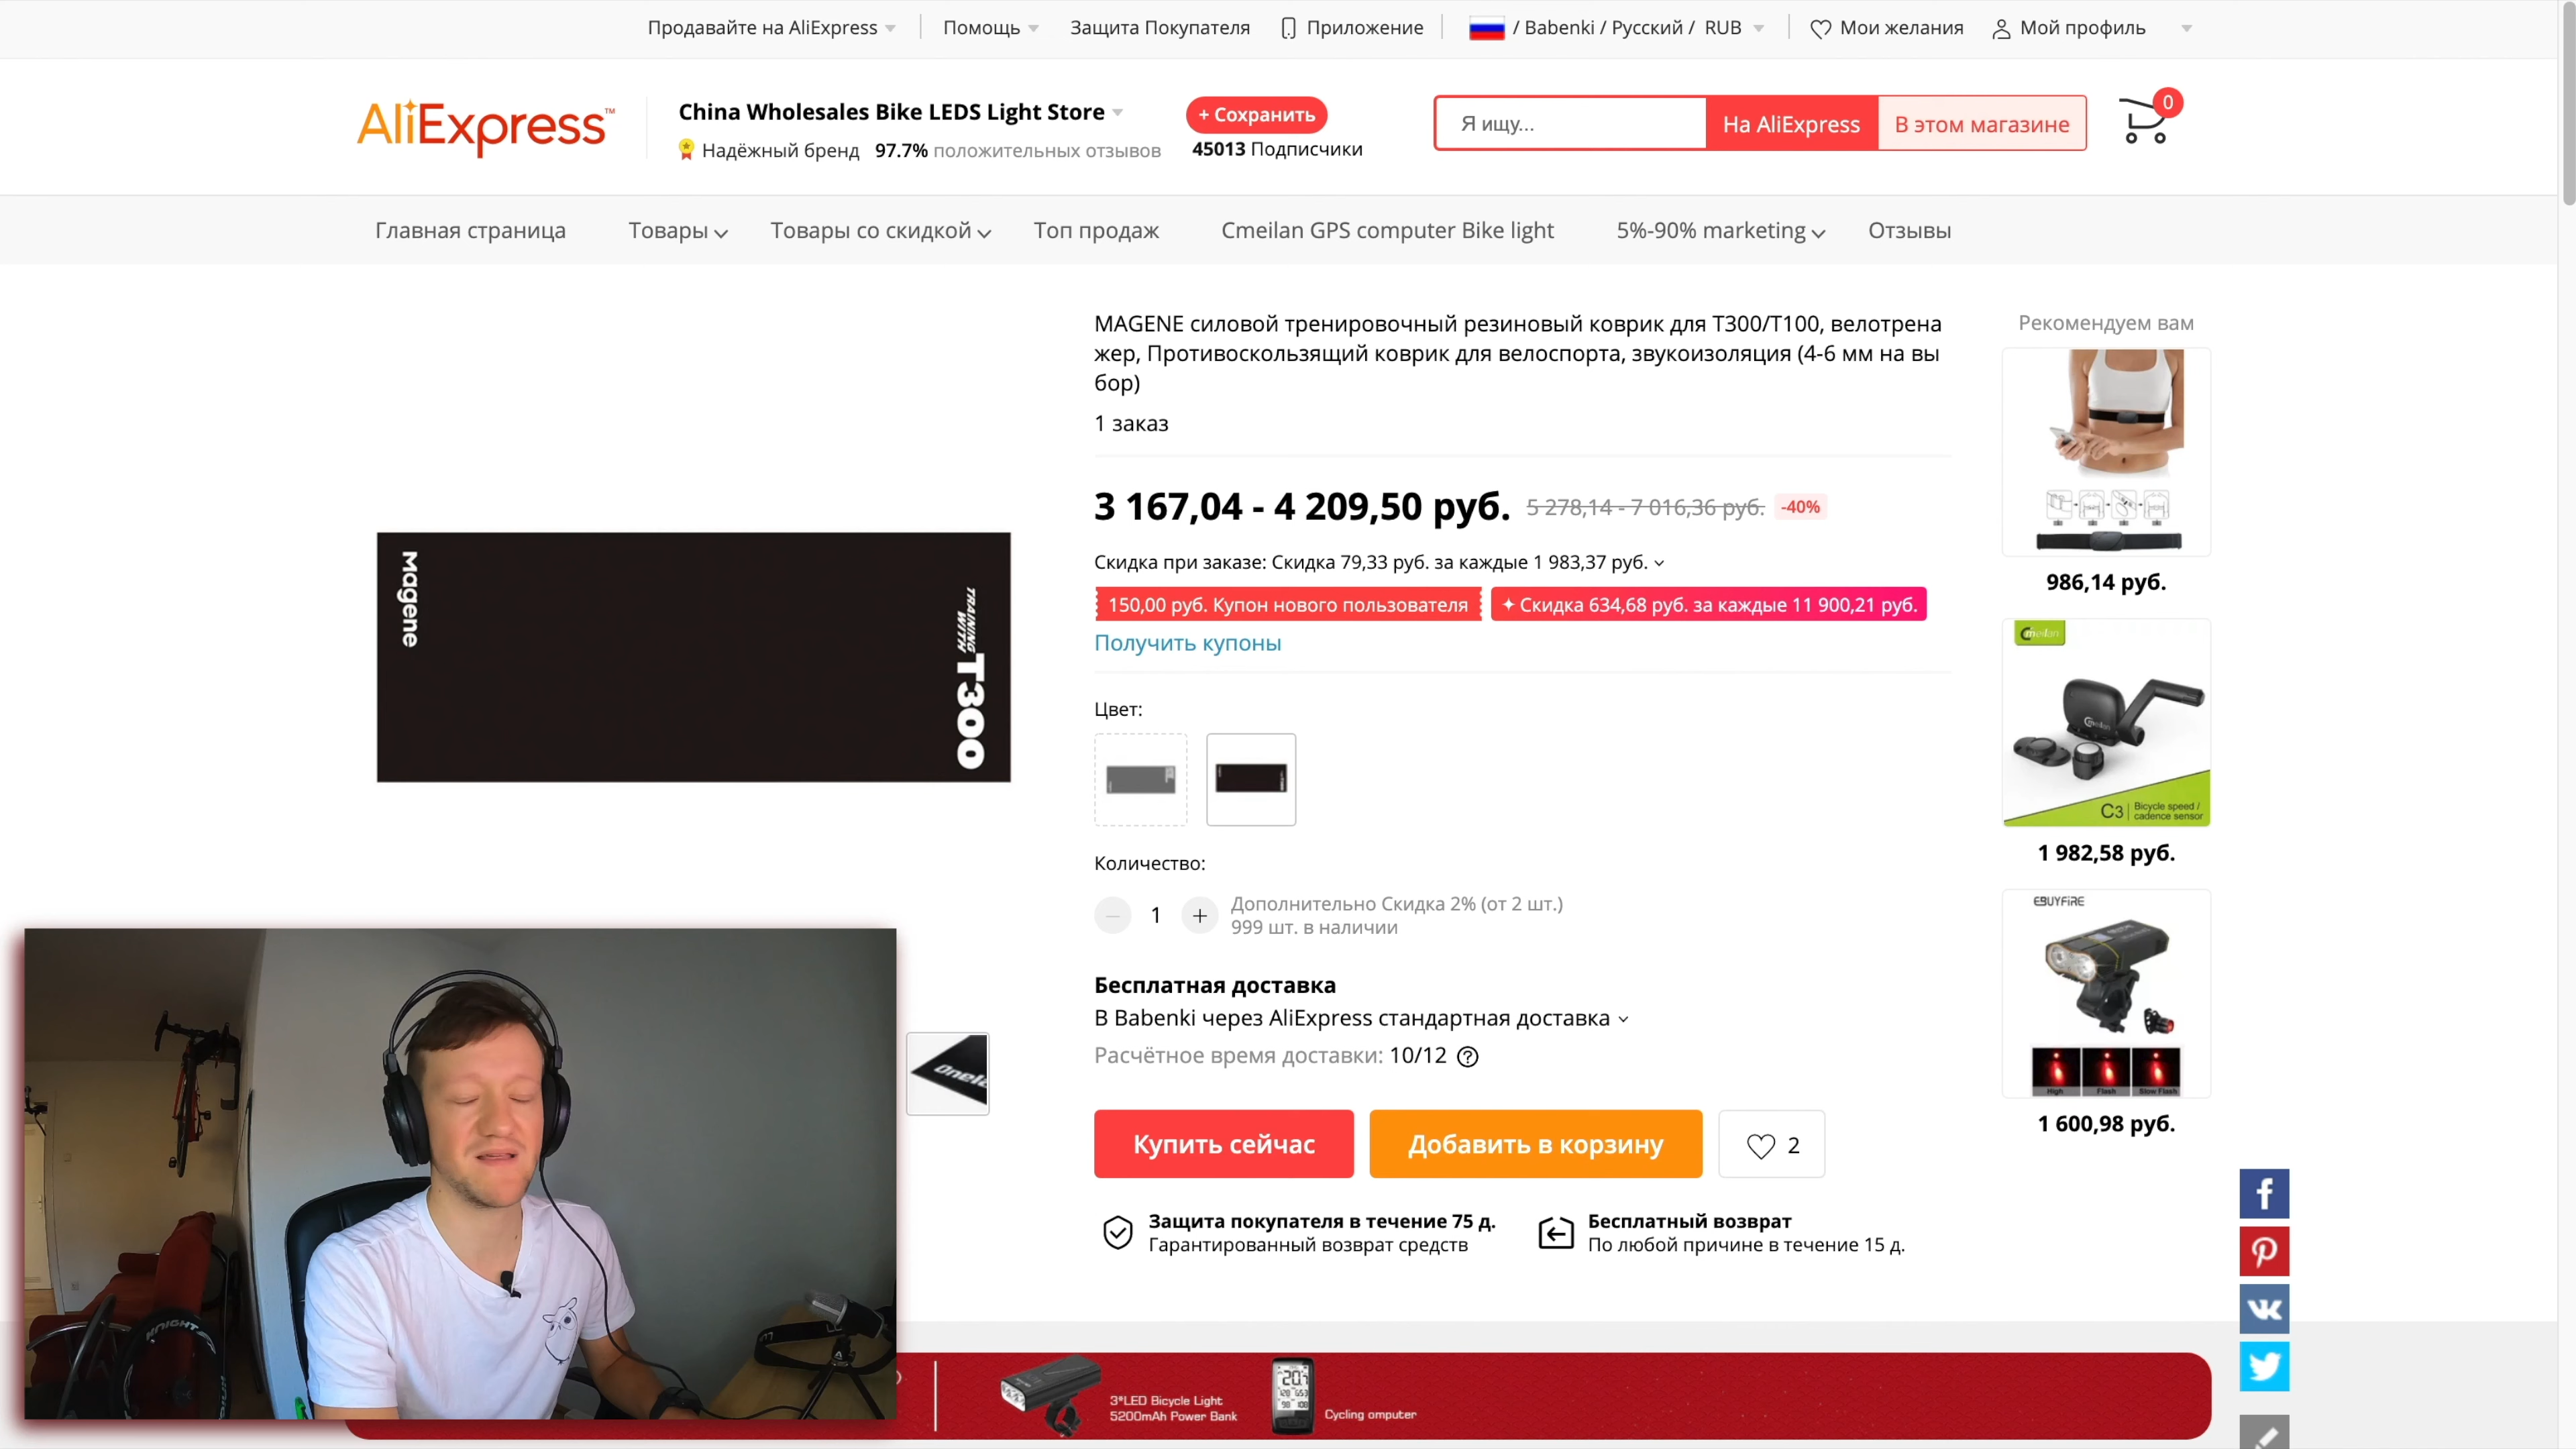 Продавайте на AliExpress
Помощь
Защита Покупателя
Приложение
/ Babenki / Русский / RUB
Мои желания
Мой профиль
AliExpress™
China Wholesales Bike LEDS Light Store
Надёжный бренд 97.7% положительных отзывов
+ Сохранить
45013 Подписчики
Я ищу...
На AliExpress
В этом магазине
0
Главная страница
Товары
Товары со скидкой
Топ продаж
Cmeilan GPS computer Bike light
5%-90% marketing
Отзывы
Magene
TRAINING
WITH
T300
MAGENE силовой тренировочный резиновый коврик для T300/T100, велотрена
жер, Противоскользящий коврик для велоспорта, звукоизоляция (4-6 мм на вы
бор)
1 заказ
3 167,04 - 4 209,50 руб. 5 278,14 - 7 016,36 руб. -40%
Скидка при заказе: Скидка 79,33 руб. за каждые 1 983,37 руб.
150,00 руб. Купон нового пользователя
Скидка 634,68 руб. за каждые 11 900,21 руб.
Получить купоны
Цвет:
Количество:
1
Дополнительно Скидка 2% (от 2 шт.)
999 шт. в наличии
Бесплатная доставка
В Babenki через AliExpress стандартная доставка
Расчётное время доставки: 10/12
Купить сейчас
Добавить в корзину
2
Защита покупателя в течение 75 д.
Гарантированный возврат средств
Бесплатный возврат
По любой причине в течение 15 д.
Рекомендуем вам
986,14 руб.
Cmeilan
C3
Bicycle speed /
cadence sensor
1 982,58 руб.
EBUYFIRE
High
Flash
Slow Flash
1 600,98 руб.
KNIGHT
3*LED Bicycle Light
5200mAh Power Bank
Cycling omputer